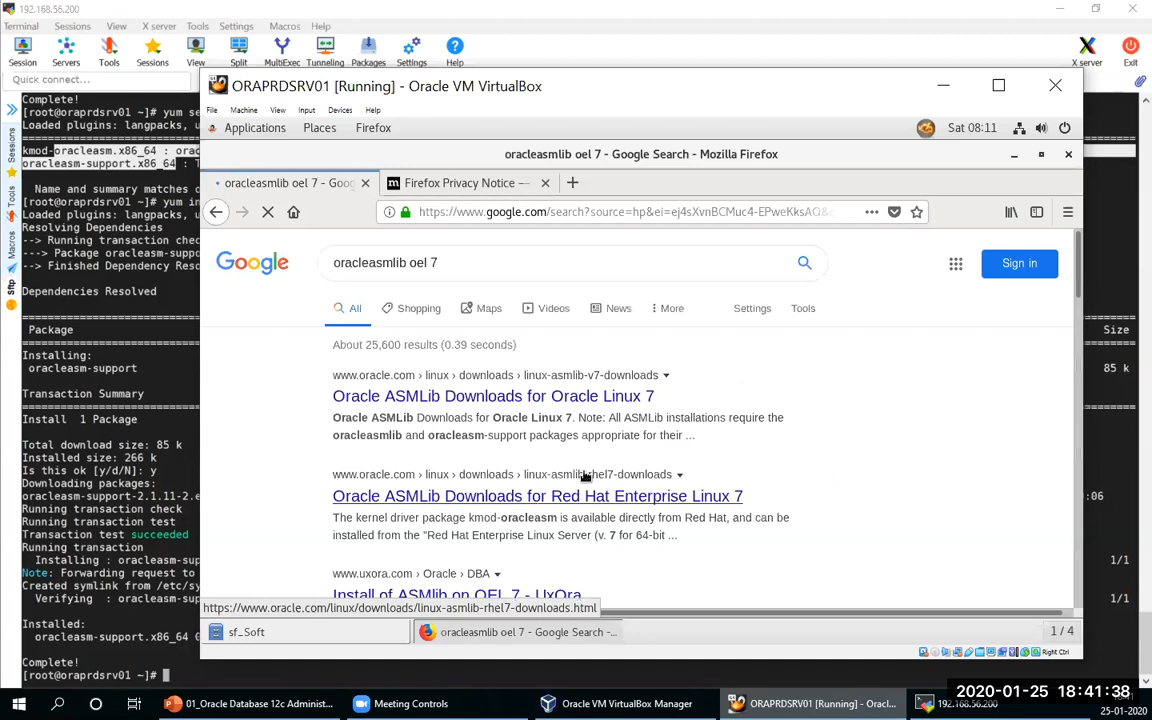 192.168.56.200
Terminal Sessions View X server Tools Settings Macros Help
Session Servers Tools Sessions View Split MultiExec Tunneling Packages Settings Help X server Exit
Quick connect...
Sessions
Tools
Macros
Sftp
Complete!
[root@oraprdsrv01 ~]# yum se
Loaded plugins: langpacks,
kmod-oracleasm.x86_64 : orac
oracleasm-support.x86_64 : T
Name and summary matches o
[root@oraprdsrv01 ~]# yum in
Loaded plugins: langpacks, u
Resolving Dependencies
--> Running transaction chec
---> Package oracleasm-suppo
--> Finished Dependency Reso
Dependencies Resolved
Package Size
Installing:
oracleasm-support 85 k
Transaction Summary
Install 1 Package
Total download size: 85 k
Installed size: 266 k
Is this ok [y/d/N]: y
Downloading packages:
oracleasm-support-2.1.11-2.e :06
Running transaction check
Running transaction test
Transaction test succeeded
Running transaction
Installing : oracleasm-sup 1/1
Note: Forwarding request to
Created symlink from /etc/sy
Verifying : oracleasm-sup 1/1
Installed:
oracleasm-support.x86_64 0
Complete!
[root@oraprdsrv01 ~]#
ORAPRDSRV01 [Running] - Oracle VM VirtualBox
File Machine View Input Devices Help
Applications Places Firefox Sat 08:11
oracleasmlib oel 7 - Google Search - Mozilla Firefox
oracleasmlib oel 7 - Goog Firefox Privacy Notice —
https://www.google.com/search?source=hp&ei=ej4sXvnBCMuc4-EPweKksAQ&
Google oracleasmlib oel 7 Sign in
All Shopping Maps Videos News More Settings Tools
About 25,600 results (0.39 seconds)
www.oracle.com › linux › downloads › linux-asmlib-v7-downloads
Oracle ASMLib Downloads for Oracle Linux 7
Oracle ASMLib Downloads for Oracle Linux 7. Note: All ASMLib installations require the
oracleasmlib and oracleasm-support packages appropriate for their ...
www.oracle.com › linux › downloads › linux-asmlib-rhel7-downloads
Oracle ASMLib Downloads for Red Hat Enterprise Linux 7
The kernel driver package kmod-oracleasm is available directly from Red Hat, and can be
installed from the "Red Hat Enterprise Linux Server (v. 7 for 64-bit ...
www.uxora.com › Oracle › DBA
Install of ASMlib on OEL 7 - UxOra
https://www.oracle.com/linux/downloads/linux-asmlib-rhel7-downloads.html
sf_Soft oracleasmlib oel 7 - Google Search -... 1 / 4
Right Ctrl
01_Oracle Database 12c Administ... Meeting Controls Oracle VM VirtualBox Manager ORAPRDSRV01 [Running] - Oracl... 192.168.56.200
2020-01-25 18:41:38
25-01-2020